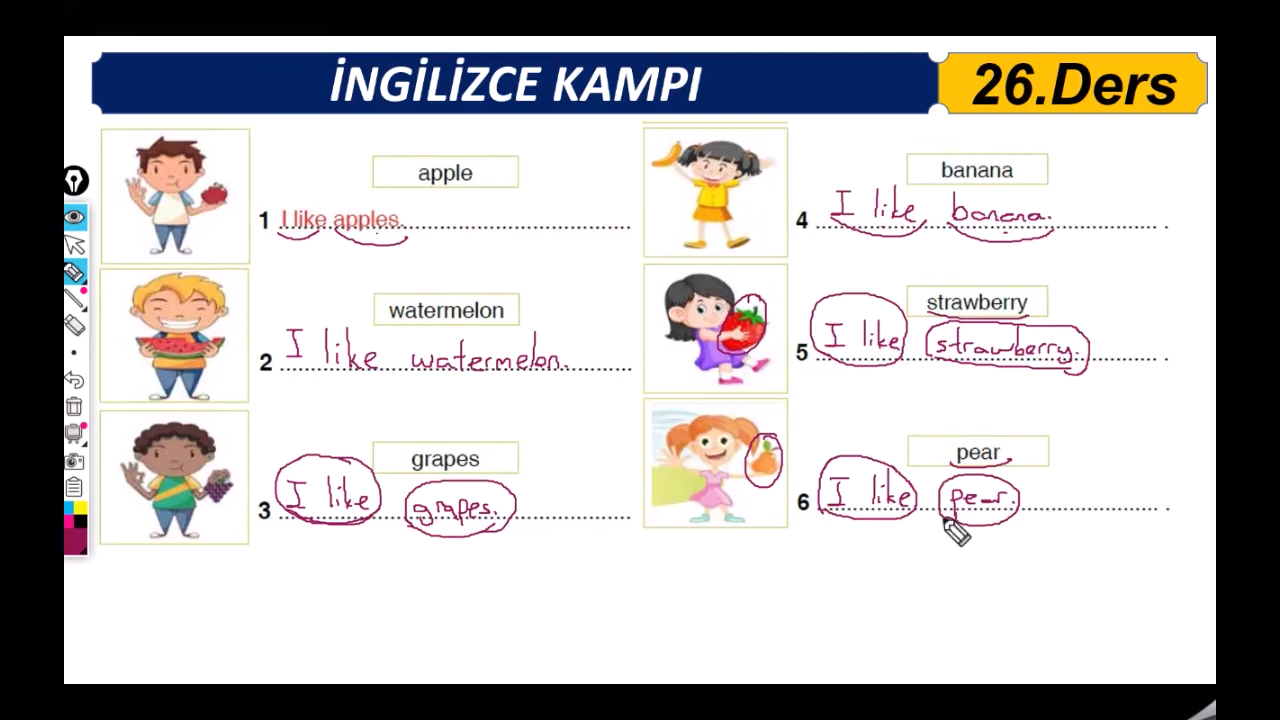 İNGİLİZCE KAMPI
26.Ders
apple
1 I like apples.
watermelon
2 I like watermelon.
grapes
3 I like grapes.
banana
4 I like banana.
strawberry
5 I like strawberry.
pear
6 I like pear.